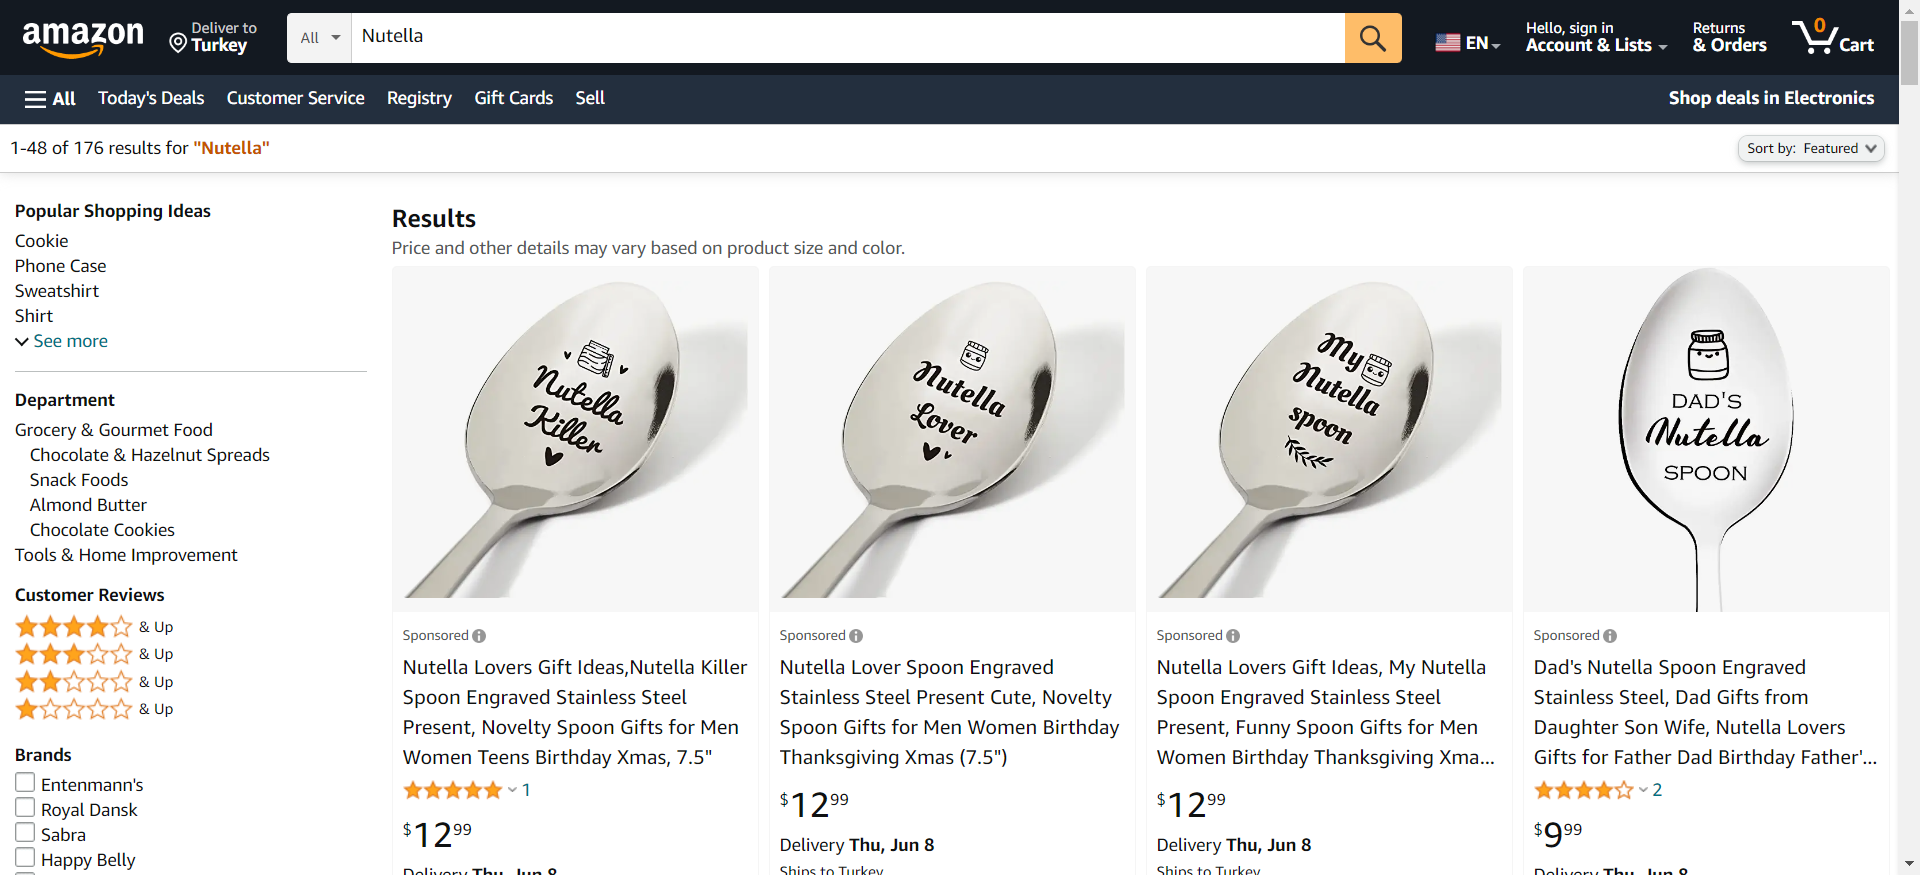 amazon
Deliver to
Turkey
All
Nutella
EN
Hello, sign in
Account & Lists
Returns
& Orders
0
Cart
All
Today's Deals
Customer Service
Registry
Gift Cards
Sell
Shop deals in Electronics
1-48 of 176 results for "Nutella"
Sort by: Featured
Popular Shopping Ideas
Cookie
Phone Case
Sweatshirt
Shirt
See more
Department
Grocery & Gourmet Food
Chocolate & Hazelnut Spreads
Snack Foods
Almond Butter
Chocolate Cookies
Tools & Home Improvement
Customer Reviews
& Up
& Up
& Up
& Up
Brands
Entenmann's
Royal Dansk
Sabra
Happy Belly
Results
Price and other details may vary based on product size and color.
Nutella
Killer
Sponsored
Nutella Lovers Gift Ideas,Nutella Killer
Spoon Engraved Stainless Steel
Present, Novelty Spoon Gifts for Men
Women Teens Birthday Xmas, 7.5"
1
$12 99
Delivery Thu, Jun 8
Nutella
Lover
Sponsored
Nutella Lover Spoon Engraved
Stainless Steel Present Cute, Novelty
Spoon Gifts for Men Women Birthday
Thanksgiving Xmas (7.5")
$12 99
Delivery Thu, Jun 8
Ships to Turkey
My
Nutella
spoon
Sponsored
Nutella Lovers Gift Ideas, My Nutella
Spoon Engraved Stainless Steel
Present, Funny Spoon Gifts for Men
Women Birthday Thanksgiving Xma...
$12 99
Delivery Thu, Jun 8
Ships to Turkey
DAD'S
Nutella
SPOON
Sponsored
Dad's Nutella Spoon Engraved
Stainless Steel, Dad Gifts from
Daughter Son Wife, Nutella Lovers
Gifts for Father Dad Birthday Father'...
2
$9 99
Delivery Thu, Jun 8